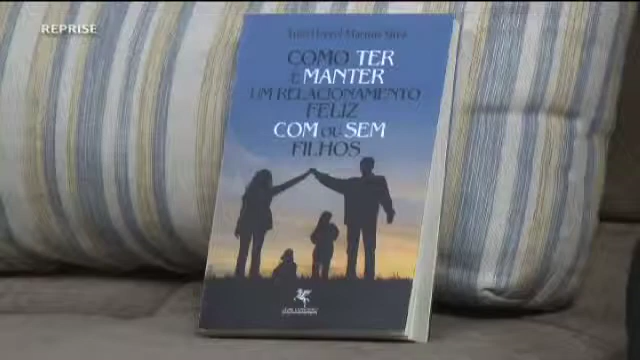 REPRISE
COMO TER
E MANTER
UM RELACIONAMENTO
FELIZ
COM OU SEM
FILHOS